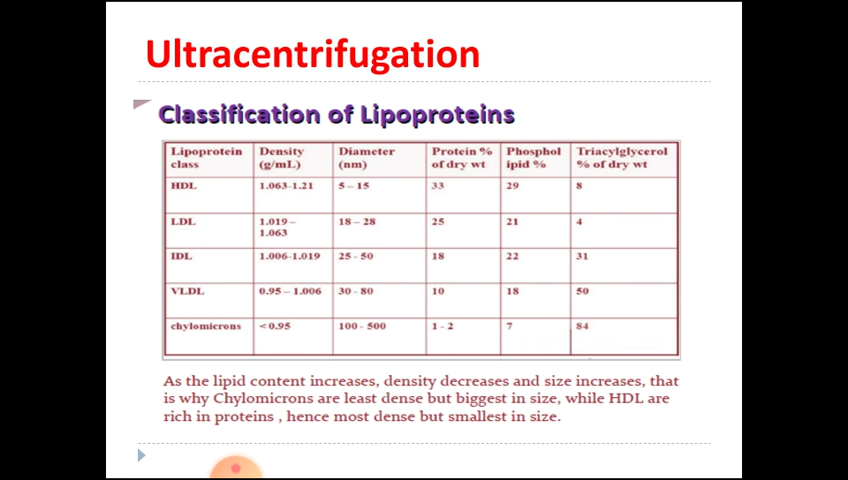 Ultracentrifugation
Classification of Lipoproteins
Lipoprotein class Density (g/mL) Diameter (nm) Protein % of dry wt Phosphol ipid % Triacylglycerol % of dry wt
HDL 1.063-1.21 5 – 15 33 29 8
LDL 1.019 – 1.063 18 – 28 25 21 4
IDL 1.006-1.019 25 - 50 18 22 31
VLDL 0.95 – 1.006 30 - 80 10 18 50
chylomicrons <0.95 100 - 500 1 - 2 7 84
As the lipid content increases, density decreases and size increases, that
is why Chylomicrons are least dense but biggest in size, while HDL are
rich in proteins , hence most dense but smallest in size.